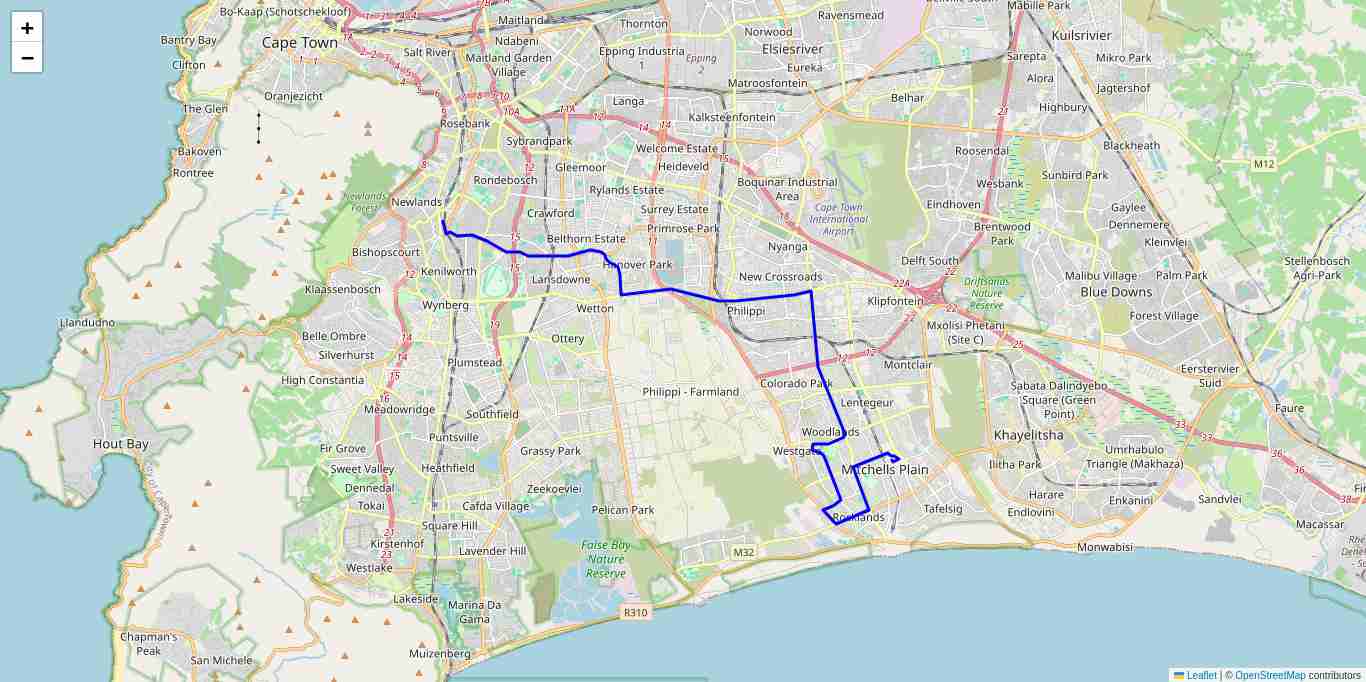 +
−
Bo-Kaap (Schotschekloof)
Maitland
Thornton
Ravensmead
Mabille Park
Bantry Bay
Cape Town
Salt River
Ndabeni
Norwood
Kuilsrivier
Clifton
Maitland Garden
Village
Epping Industria
1
Epping
2
Elsiesriver
Eureka
Sarepta
Mikro Park
Oranjezicht
Matroosfontein
Alora
Jagtershof
The Glen
Langa
Belhar
Highbury
Rosebank
10A
11A
Kalksteenfontein
Sybrandpark
Welcome Estate
Roosendal
Blackheath
Bakoven
Rontree
Gleemoor
Heideveld
M12
Rondebosch
Rylands Estate
Boquinar Industrial
Area
Wesbank
Sunbird Park
Newlands
Newlands
Forest
Crawford
Surrey Estate
Cape Town
International
Airport
Eindhoven
Gaylee
Primrose Park
Brentwood
Park
Dennemere
Bishopscourt
Belthorn Estate
Nyanga
Kleinvlei
Kenilworth
Hanover Park
Delft South
Stellenbosch
Agri-Park
Klaassenbosch
Lansdowne
New Crossroads
22A
Driftsands
Nature
Reserve
Malibu Village
Palm Park
Blue Downs
Wynberg
Wetton
Philippi
Klipfontein
Forest Village
Llandudno
Belle Ombre
Ottery
Mxolisi Phetani
(Site C)
Silverhurst
Plumstead
Montclair
Eersterivier
Suid
High Constantia
Philippi - Farmland
Colorado Park
Sabata Dalindyebo
Square (Green
Point)
Meadowridge
Southfield
Lentegeur
Faure
Hout Bay
Puntsville
Woodlands
Khayelitsha
Fir Grove
Grassy Park
Westgate
Umrhabulo
Triangle (Makhaza)
Sweet Valley
Heathfield
Mitchells Plain
Ilitha Park
Dennedal
Zeekoevlei
Harare
Enkanini
Sandvlei
Tokai
Cafda Village
Pelican Park
Rocklands
Tafelsig
Endlovini
Macassar
Square Hill
Kirstenhof
Lavender Hill
False Bay
Nature
Reserve
M32
Monwabisi
Westlake
Lakeside
Marina Da
Gama
R310
Chapman's
Peak
San Michele
Muizenberg
Leaflet | © OpenStreetMap contributors